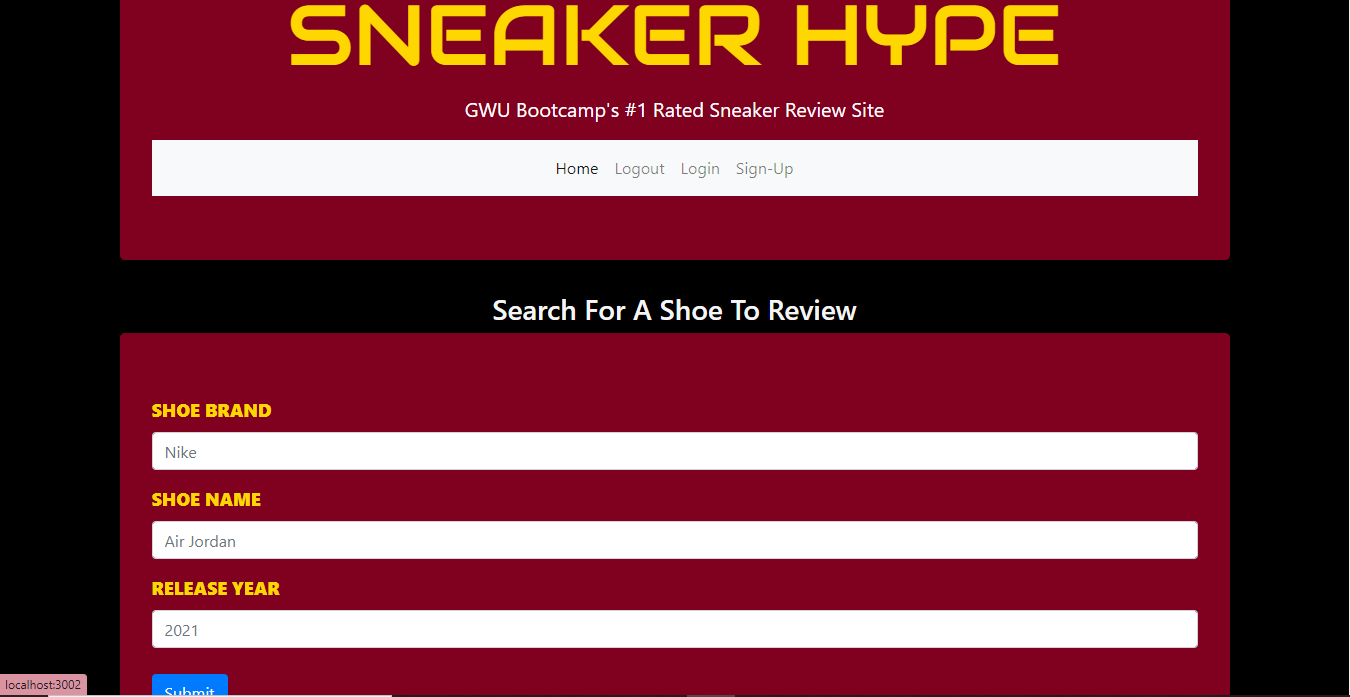 SNEAKER HYPE
GWU Bootcamp's #1 Rated Sneaker Review Site
Home Logout Login Sign-Up
Search For A Shoe To Review
SHOE BRAND
Nike
SHOE NAME
Air Jordan
RELEASE YEAR
2021
Submit
localhost:3002